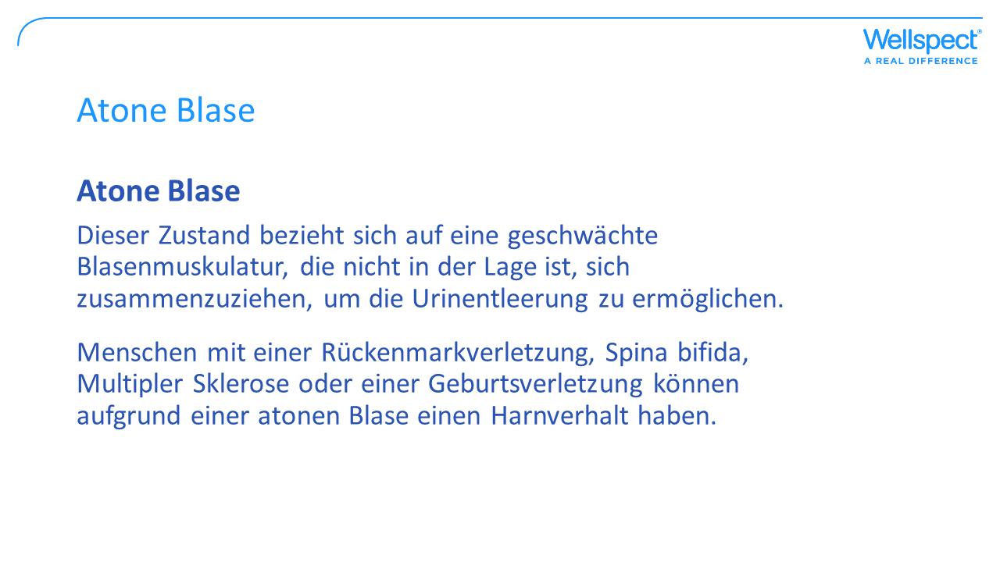 Wellspect®
A REAL DIFFERENCE
Atone Blase
Atone Blase
Dieser Zustand bezieht sich auf eine geschwächte
Blasenmuskulatur, die nicht in der Lage ist, sich
zusammenzuziehen, um die Urinentleerung zu ermöglichen.
Menschen mit einer Rückenmarkverletzung, Spina bifida,
Multipler Sklerose oder einer Geburtsverletzung können
aufgrund einer atonen Blase einen Harnverhalt haben.